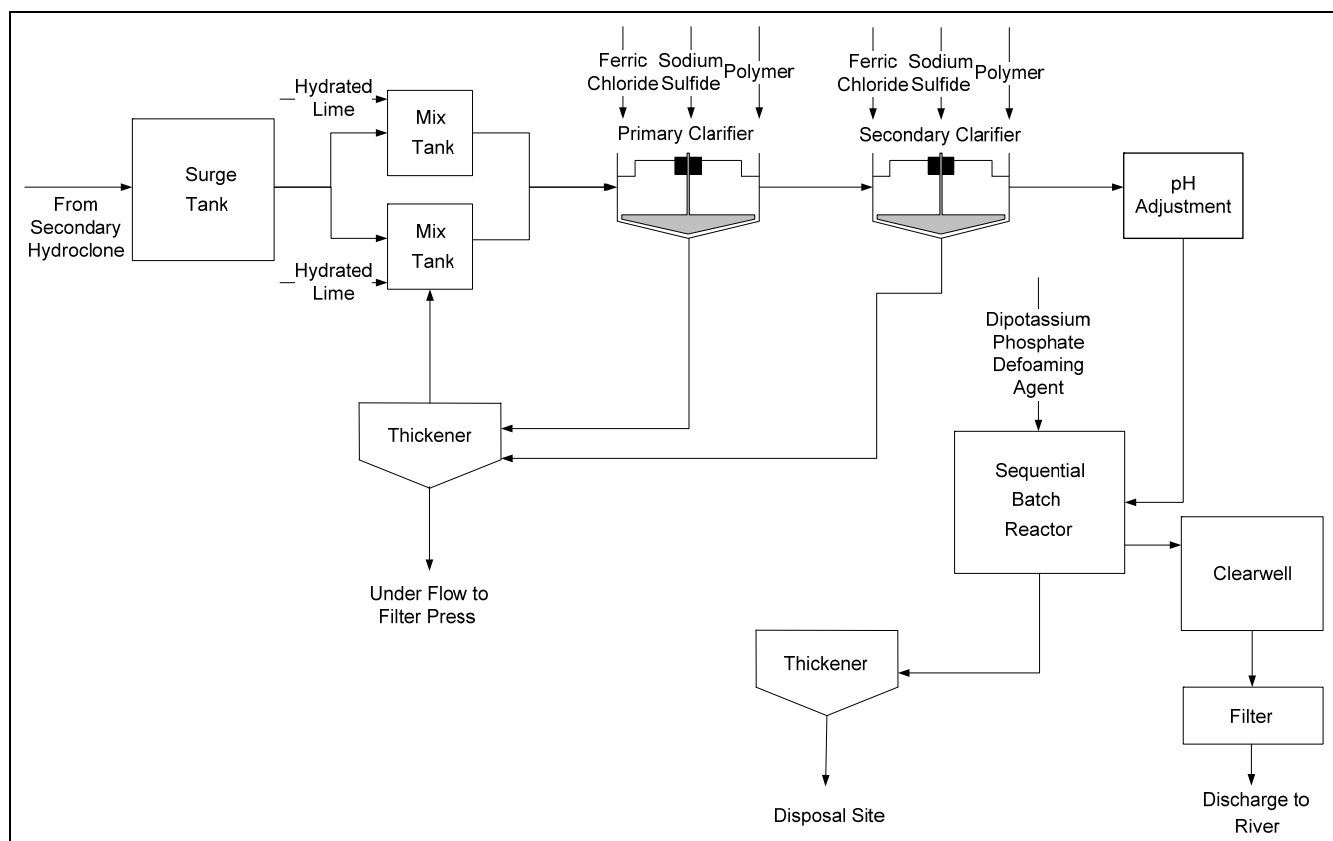 Ferric
Chloride
Sodium
Sulfide
Polymer
Ferric
Chloride
Sodium
Sulfide
Polymer
Hydrated
Lime
Mix
Tank
Primary Clarifier
Secondary Clarifier
Surge
Tank
pH
Adjustment
From
Secondary
Hydroclone
Mix
Tank
Hydrated
Lime
Dipotassium
Phosphate
Defoaming
Agent
Thickener
Sequential
Batch
Reactor
Clearwell
Under Flow to
Filter Press
Thickener
Filter
Disposal Site
Discharge to
River